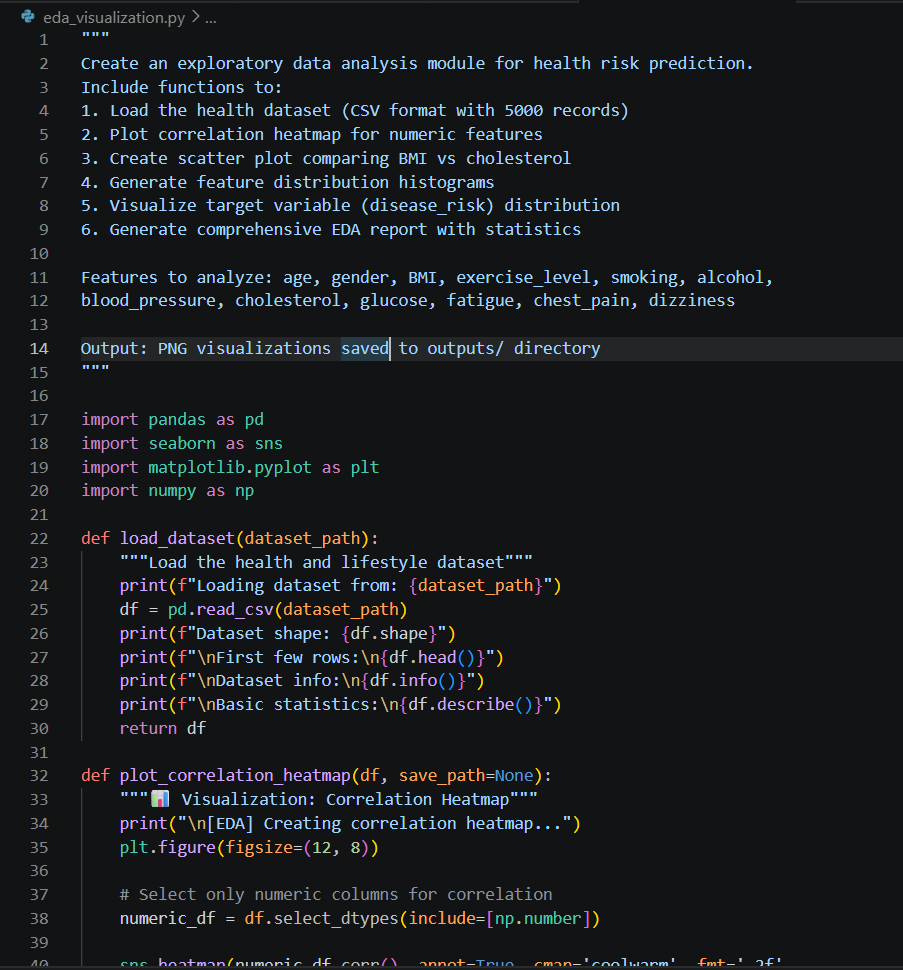 eda_visualization.py > ...
1 """
2 Create an exploratory data analysis module for health risk prediction.
3 Include functions to:
4 1. Load the health dataset (CSV format with 5000 records)
5 2. Plot correlation heatmap for numeric features
6 3. Create scatter plot comparing BMI vs cholesterol
7 4. Generate feature distribution histograms
8 5. Visualize target variable (disease_risk) distribution
9 6. Generate comprehensive EDA report with statistics
10
11 Features to analyze: age, gender, BMI, exercise_level, smoking, alcohol,
12 blood_pressure, cholesterol, glucose, fatigue, chest_pain, dizziness
13
14 Output: PNG visualizations saved to outputs/ directory
15 """
16
17 import pandas as pd
18 import seaborn as sns
19 import matplotlib.pyplot as plt
20 import numpy as np
21
22 def load_dataset(dataset_path):
23     """Load the health and lifestyle dataset"""
24     print(f"Loading dataset from: {dataset_path}")
25     df = pd.read_csv(dataset_path)
26     print(f"Dataset shape: {df.shape}")
27     print(f"\nFirst few rows:\n{df.head()}")
28     print(f"\nDataset info:\n{df.info()}")
29     print(f"\nBasic statistics:\n{df.describe()}")
30     return df
31
32 def plot_correlation_heatmap(df, save_path=None):
33     """📊 Visualization: Correlation Heatmap"""
34     print("\n[EDA] Creating correlation heatmap...")
35     plt.figure(figsize=(12, 8))
36
37     # Select only numeric columns for correlation
38     numeric_df = df.select_dtypes(include=[np.number])
39
40     sns.heatmap(numeric_df.corr(), annot=True, cmap='coolwarm', fmt='.2f',